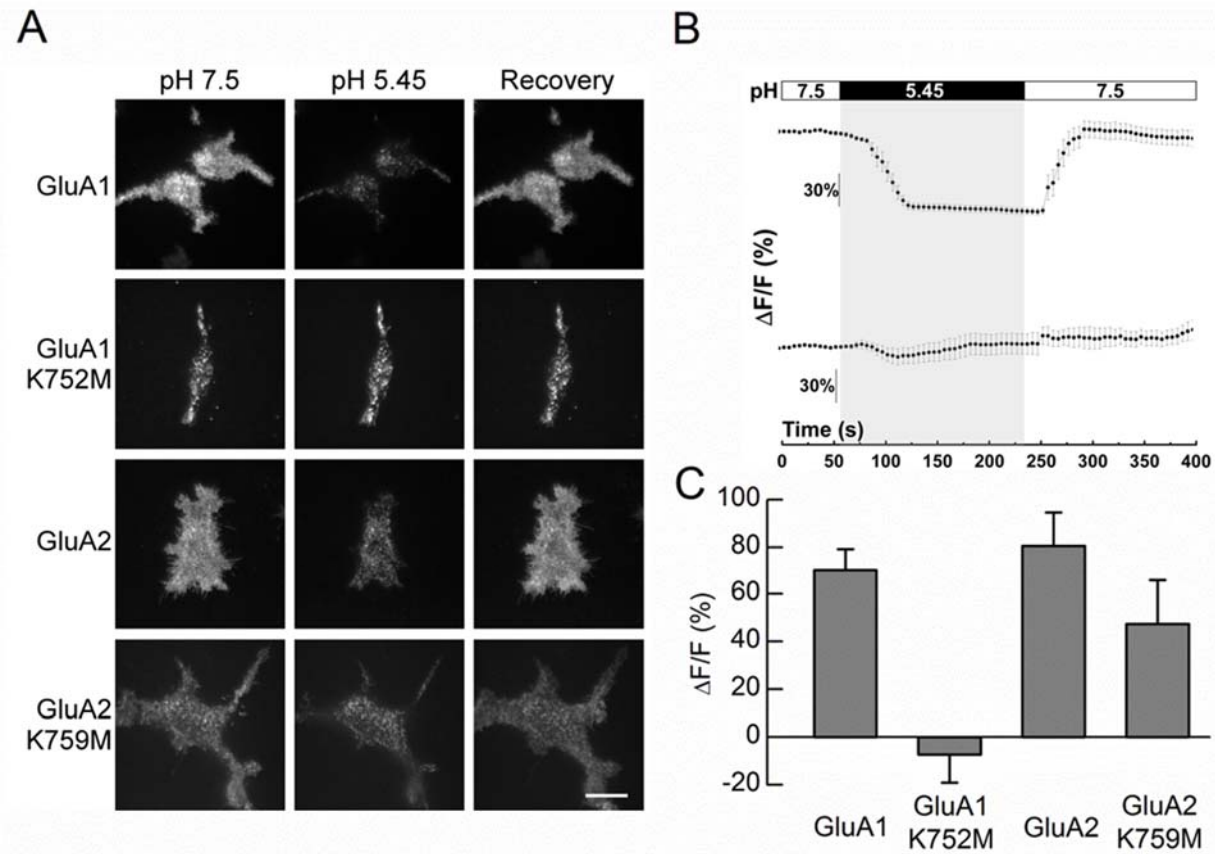 A
pH 7.5 pH 5.45 Recovery
GluA1
GluA1
K752M
GluA2
GluA2
K759M
B
pH 7.5 5.45 7.5
30%
30%
ΔF/F (%)
Time (s)
0 50 100 150 200 250 300 350 400
C
100
80
60
40
20
0
-20
ΔF/F (%)
GluA1
GluA1
K752M
GluA2
GluA2
K759M